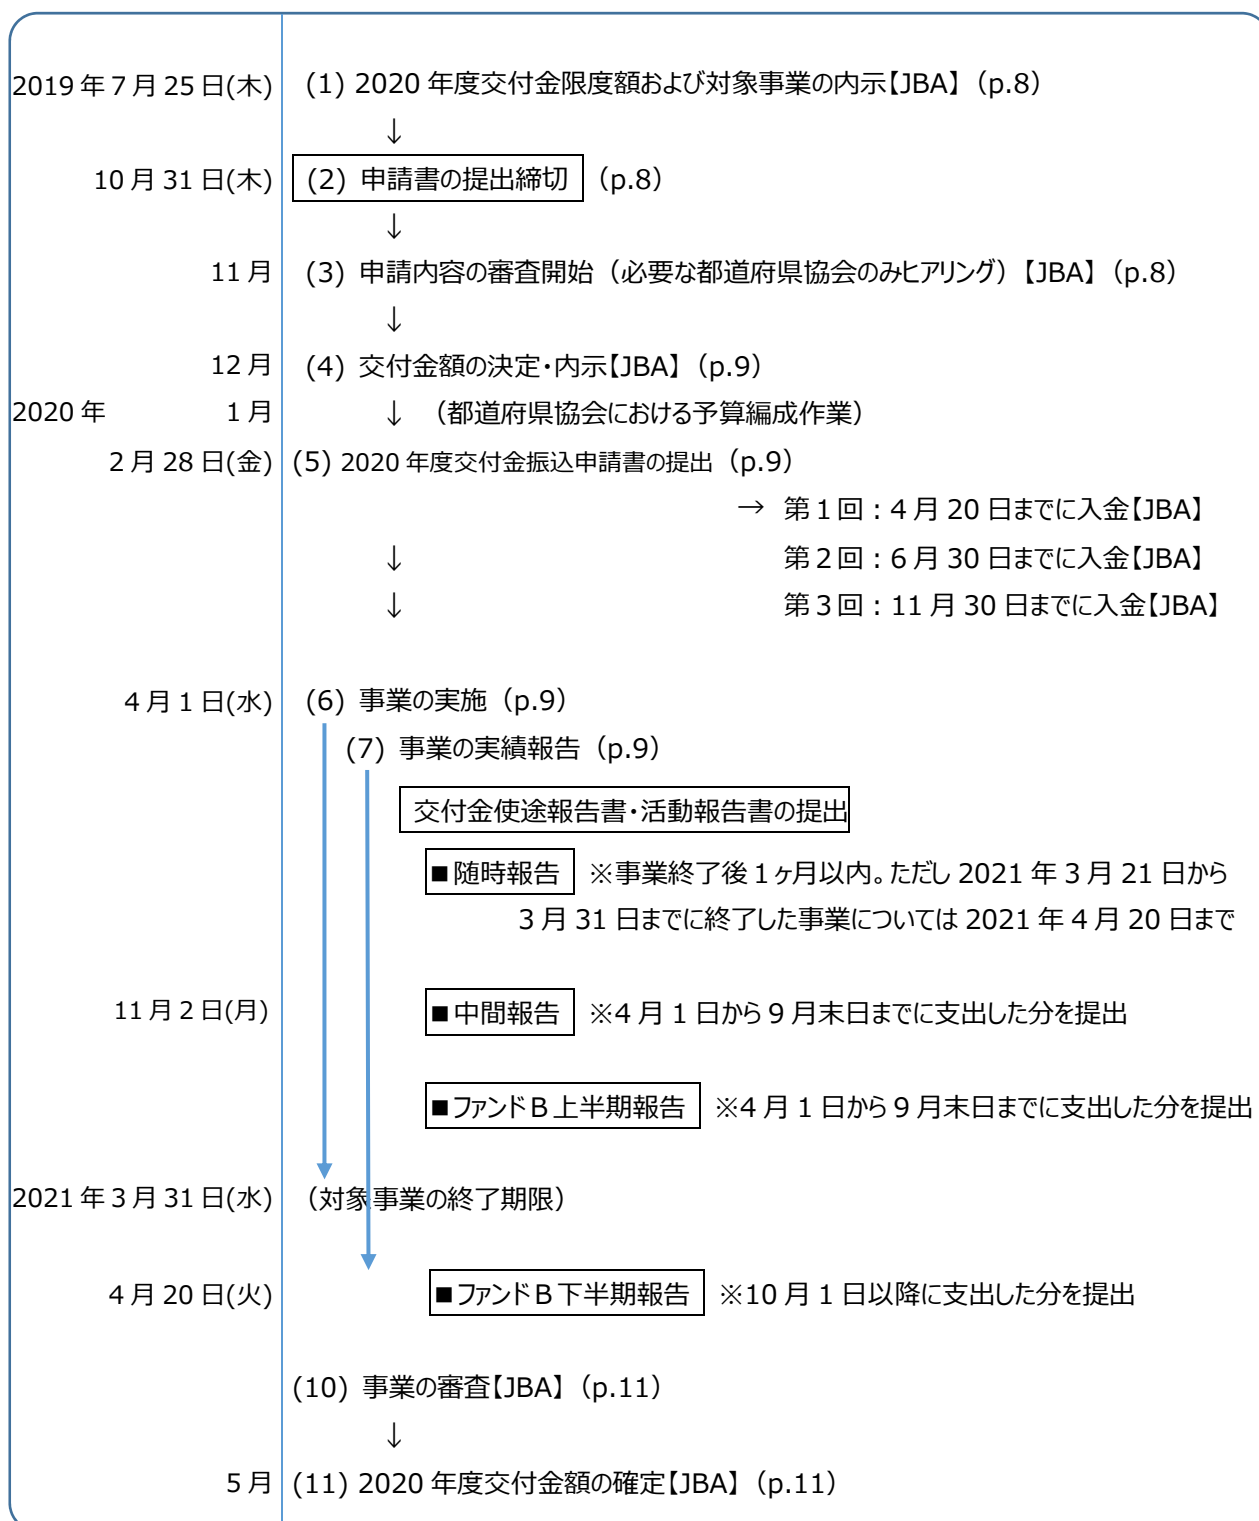 2019年7月25日(木) (1) 2020年度交付金限度額および対象事業の内示【JBA】(p.8)
↓
10月31日(木) (2) 申請書の提出締切 (p.8)
↓
11月 (3) 申請内容の審査開始（必要な都道府県協会のみヒアリング）【JBA】(p.8)
↓
12月 (4) 交付金額の決定・内示【JBA】(p.9)
2020年 1月 ↓ （都道府県協会における予算編成作業）
2月28日(金) (5) 2020年度交付金振込申請書の提出 (p.9)
→ 第1回：4月20日までに入金【JBA】
↓ 第2回：6月30日までに入金【JBA】
↓ 第3回：11月30日までに入金【JBA】
4月1日(水) (6) 事業の実施 (p.9)
(7) 事業の実績報告 (p.9)
交付金使途報告書・活動報告書の提出
■随時報告 ※事業終了後1ヶ月以内。ただし2021年3月21日から
3月31日までに終了した事業については2021年4月20日まで
11月2日(月) ■中間報告 ※4月1日から9月末日までに支出した分を提出
■ファンドB上半期報告 ※4月1日から9月末日までに支出した分を提出
2021年3月31日(水) （対象事業の終了期限）
4月20日(火) ■ファンドB下半期報告 ※10月1日以降に支出した分を提出
(10) 事業の審査【JBA】(p.11)
↓
5月 (11) 2020年度交付金額の確定【JBA】(p.11)